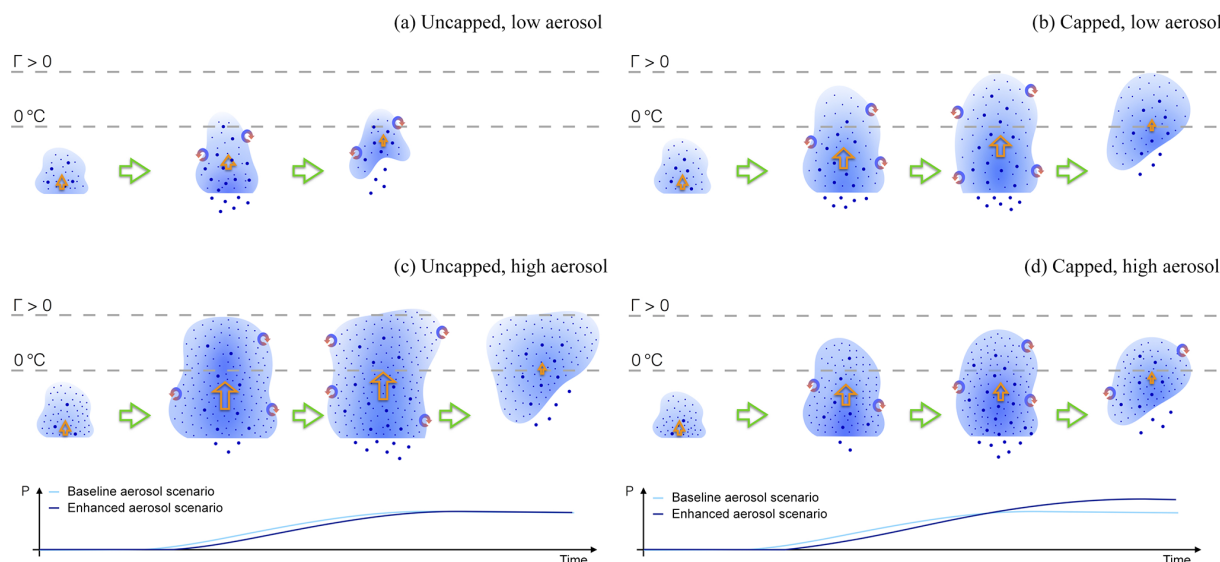 (a) Uncapped, low aerosol
Γ > 0
0 °C
(b) Capped, low aerosol
Γ > 0
0 °C
(c) Uncapped, high aerosol
Γ > 0
0 °C
(d) Capped, high aerosol
Γ > 0
0 °C
P
Baseline aerosol scenario
Enhanced aerosol scenario
Time
P
Baseline aerosol scenario
Enhanced aerosol scenario
Time